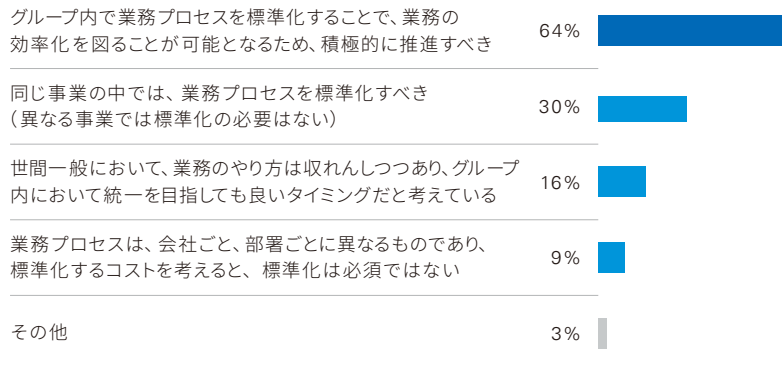 グループ内で業務プロセスを標準化することで、業務の
効率化を図ることが可能となるため、積極的に推進すべき
64%
同じ事業の中では、業務プロセスを標準化すべき
（異なる事業では標準化の必要はない）
30%
世間一般において、業務のやり方は収れんしつつあり、グループ
内において統一を目指しても良いタイミングだと考えている
16%
業務プロセスは、会社ごと、部署ごとに異なるものであり、
標準化するコストを考えると、標準化は必須ではない
9%
その他
3%